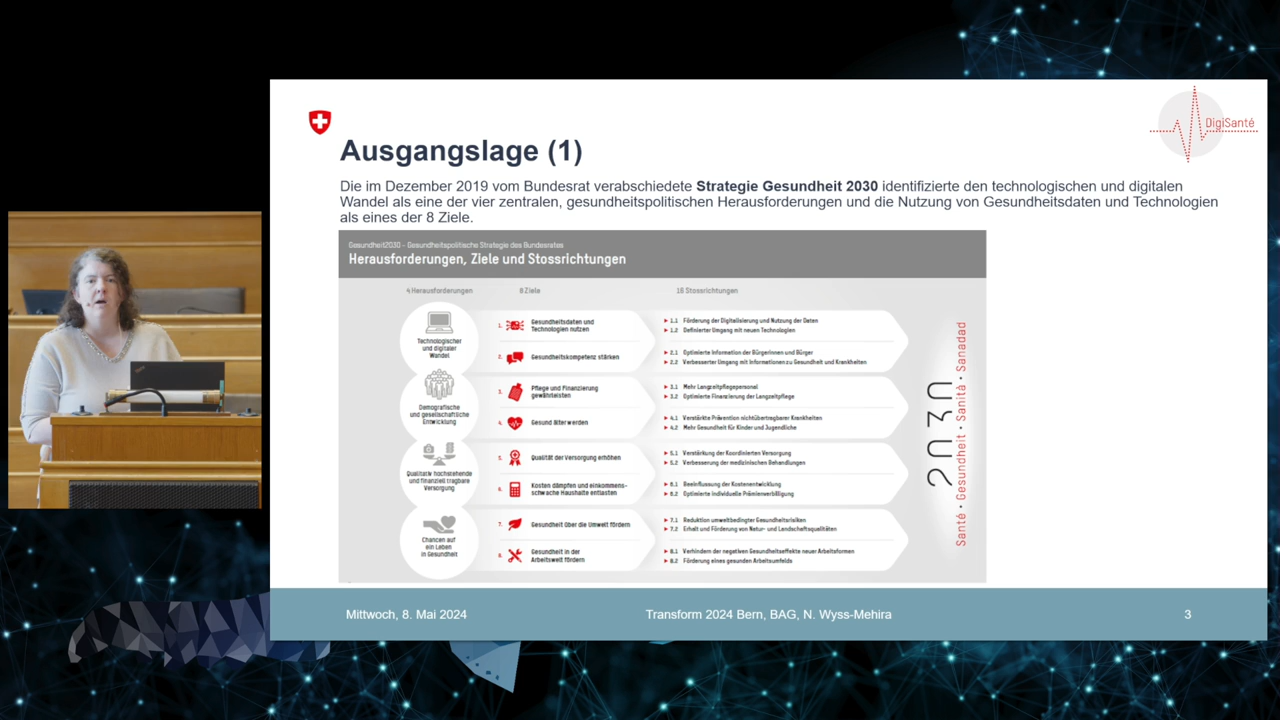 DigiSanté
Ausgangslage (1)
Die im Dezember 2019 vom Bundesrat verabschiedete Strategie Gesundheit 2030 identifizierte den technologischen und digitalen
Wandel als eine der vier zentralen, gesundheitspolitischen Herausforderungen und die Nutzung von Gesundheitsdaten und Technologien
als eines der 8 Ziele.
Gesundheit2030 – Gesundheitspolitische Strategie des Bundesrates
Herausforderungen, Ziele und Stossrichtungen
4 Herausforderungen
8 Ziele
16 Stossrichtungen
Technologischer
und digitaler
Wandel
1. Gesundheitsdaten und
Technologien nutzen
1.1 Förderung der Digitalisierung und Nutzung der Daten
1.2 Definierter Umgang mit neuen Technologien
2. Gesundheitskompetenz stärken
2.1 Optimierte Information der Bürgerinnen und Bürger
2.2 Verbesserter Umgang mit Informationen zu Gesundheit und Krankheiten
Demografische
und gesellschaftliche
Entwicklung
3. Pflege und Finanzierung
gewährleisten
3.1 Mehr Langzeitpflegepersonal
3.2 Optimierte Finanzierung der Langzeitpflege
4. Gesund älter werden
4.1 Verstärkte Prävention nichtübertragbarer Krankheiten
4.2 Mehr Gesundheit für Kinder und Jugendliche
Qualitativ hochstehende
und finanziell tragbare
Versorgung
5. Qualität der Versorgung erhöhen
5.1 Verstärkung der Koordinierten Versorgung
5.2 Verbesserung der medizinischen Behandlungen
6. Kosten dämpfen und einkommens-
schwache Haushalte entlasten
6.1 Beeinflussung der Kostenentwicklung
6.2 Optimierte individuelle Prämienverbilligung
Chancen auf
ein Leben
in Gesundheit
7. Gesundheit über die Umwelt fördern
7.1 Reduktion umweltbedingter Gesundheitsrisiken
7.2 Erhalt und Förderung von Natur- und Landschaftsqualitäten
8. Gesundheit in der
Arbeitswelt fördern
8.1 Verhindern der negativen Gesundheitseffekte neuer Arbeitsformen
8.2 Förderung eines gesunden Arbeitsumfelds
2030
Santé · Gesundheit · Sanità · Sanadad
Mittwoch, 8. Mai 2024
Transform 2024 Bern, BAG, N. Wyss-Mehira
3